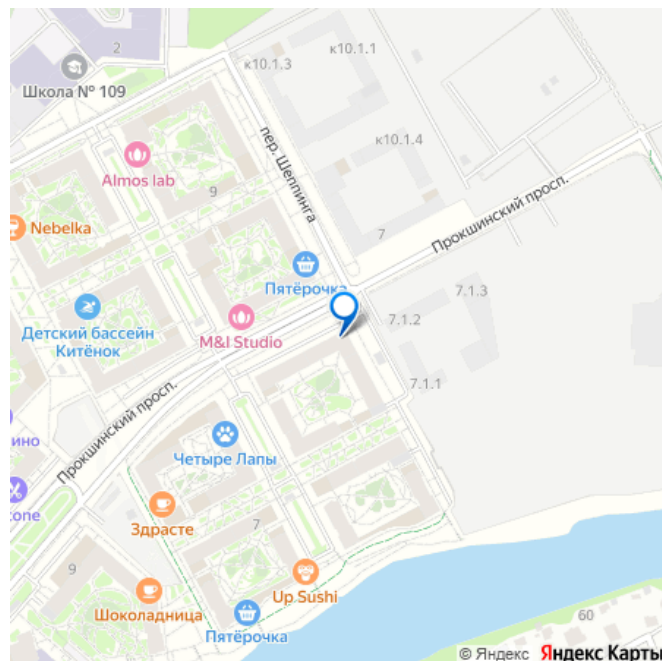 2
к10.1.3
к10.1.1
Школа № 109
пер. Шеппинга
к10.1.4
Almos lab
9
Прокшинский просп.
7
Nebelka
Пятёрочка
7.1.3
Детский бассейн
Китёнок
7.1.2
M&I Studio
7.1.1
Прокшинский просп.
ино
Четыре Лапы
cone
Здрасте
7
9
Up Sushi
Шоколадница
Пятёрочка
60
© Яндекс Яндекс Карты